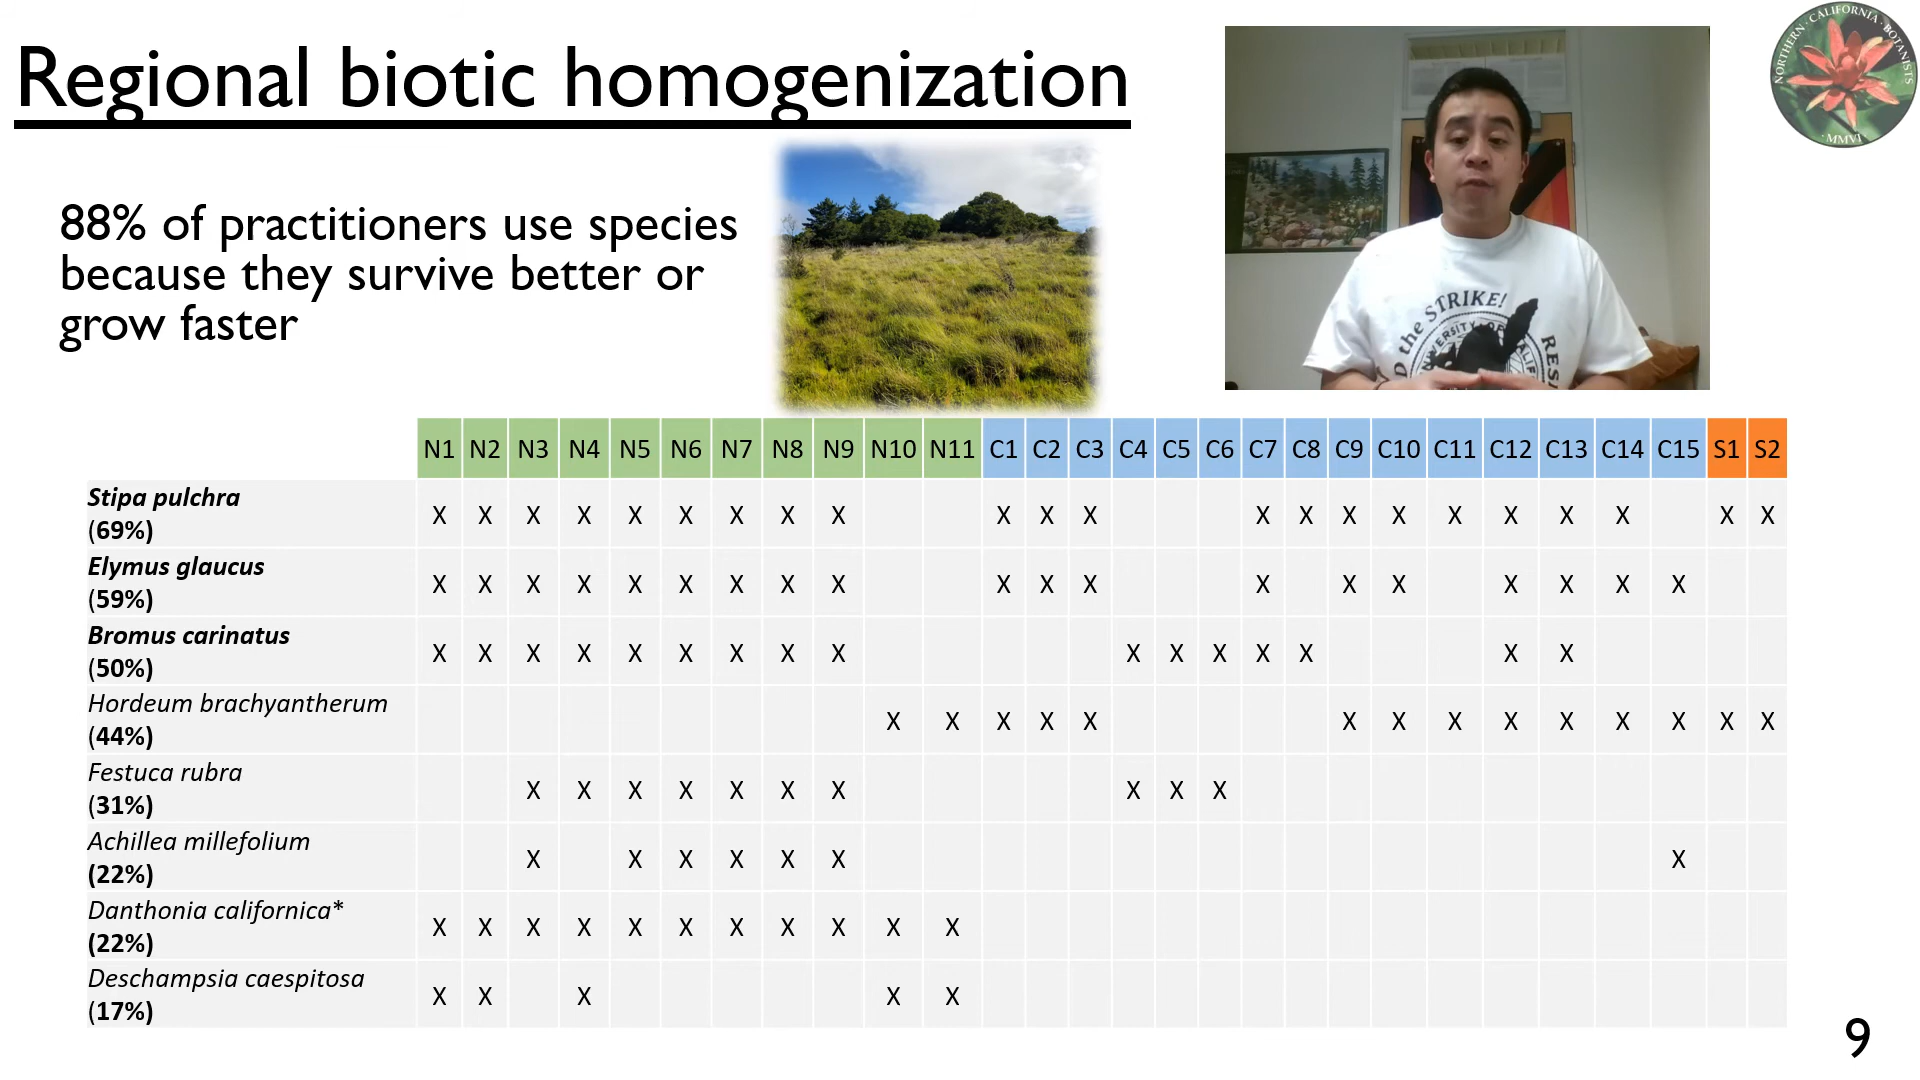 Regional biotic homogenization
NORTHERN · CALIFORNIA · BOTANISTS
· MMVI ·
88% of practitioners use species
because they survive better or
grow faster
the STRIKE!
N1 N2 N3 N4 N5 N6 N7 N8 N9 N10 N11 C1 C2 C3 C4 C5 C6 C7 C8 C9 C10 C11 C12 C13 C14 C15 S1 S2
Stipa pulchra
(69%) X X X X X X X X X X X X X X X X X X X X X X
Elymus glaucus
(59%) X X X X X X X X X X X X X X X X X X X
Bromus carinatus
(50%) X X X X X X X X X X X X X X X X
Hordeum brachyantherum
(44%) X X X X X X X X X X X X X X
Festuca rubra
(31%) X X X X X X X X X X
Achillea millefolium
(22%) X X X X X X X
Danthonia californica*
(22%) X X X X X X X X X X X
Deschampsia caespitosa
(17%) X X X X X
9